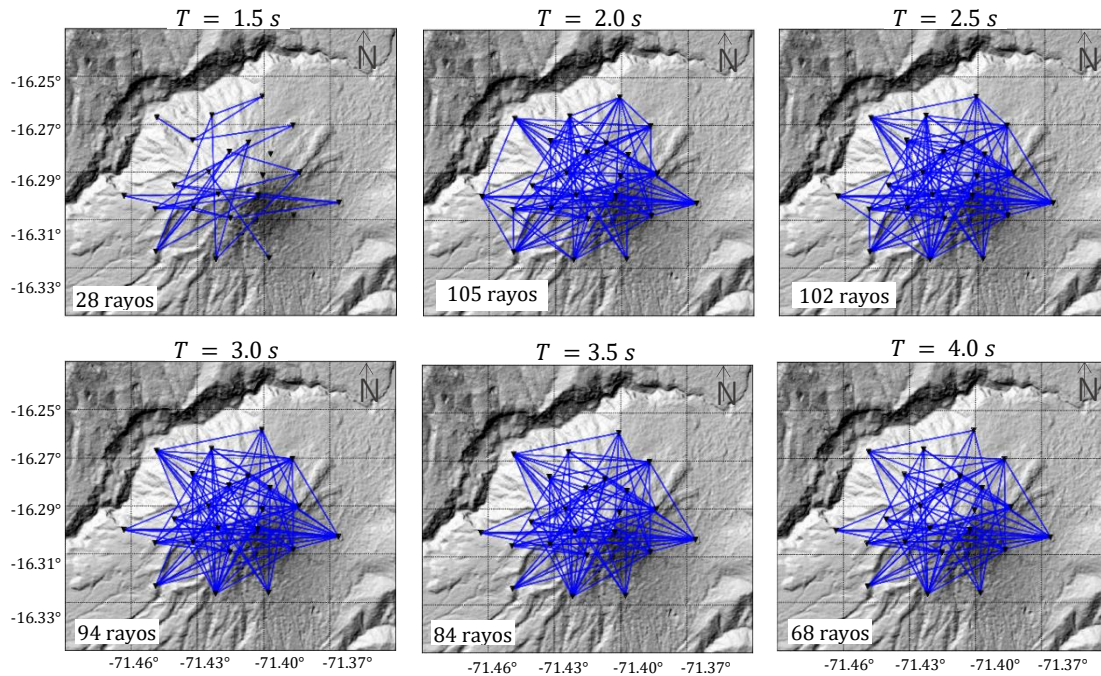 T = 1.5 s
T = 2.0 s
T = 2.5 s
N
N
N
-16.25°
-16.27°
-16.29°
-16.31°
-16.33°
28 rayos
105 rayos
102 rayos
T = 3.0 s
T = 3.5 s
T = 4.0 s
N
N
N
-16.25°
-16.27°
-16.29°
-16.31°
-16.33°
94 rayos
84 rayos
68 rayos
-71.46° -71.43° -71.40° -71.37°
-71.46° -71.43° -71.40° -71.37°
-71.46° -71.43° -71.40° -71.37°